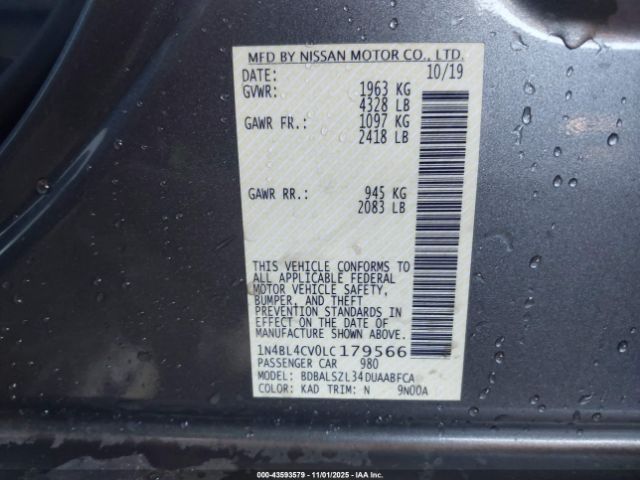 MFD BY NISSAN MOTOR CO., LTD.
DATE: 10/19
GVWR: 1963 KG
4328 LB
GAWR FR.: 1097 KG
2418 LB
GAWR RR.: 945 KG
2083 LB
THIS VEHICLE CONFORMS TO
ALL APPLICABLE FEDERAL
MOTOR VEHICLE SAFETY,
BUMPER, AND THEFT
PREVENTION STANDARDS IN
EFFECT ON THE DATE OF
MANUFACTURE SHOWN ABOVE.
1N4BL4CV0LC179566
PASSENGER CAR 980
MODEL: BDBALSZL34DUAABFCA
COLOR: KAD TRIM: N 9N00A
000-43593579 - 11/01/2025 - IAA Inc.